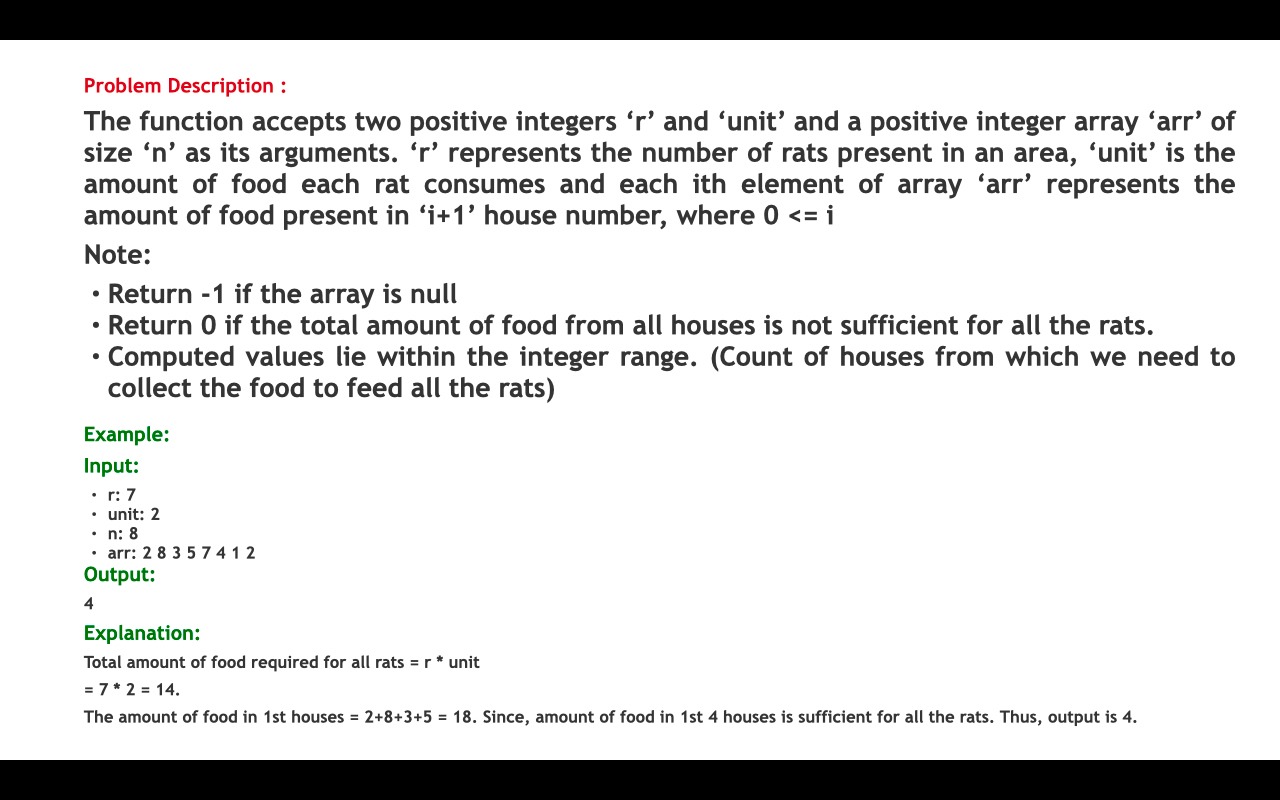 Problem Description :
The function accepts two positive integers ‘r’ and ‘unit’ and a positive integer array ‘arr’ of
size ‘n’ as its arguments. ‘r’ represents the number of rats present in an area, ‘unit’ is the
amount of food each rat consumes and each ith element of array ‘arr’ represents the
amount of food present in ‘i+1’ house number, where 0 <= i
Note:
• Return -1 if the array is null
• Return 0 if the total amount of food from all houses is not sufficient for all the rats.
• Computed values lie within the integer range. (Count of houses from which we need to
collect the food to feed all the rats)
Example:
Input:
• r: 7
• unit: 2
• n: 8
• arr: 2 8 3 5 7 4 1 2
Output:
4
Explanation:
Total amount of food required for all rats = r * unit
= 7 * 2 = 14.
The amount of food in 1st houses = 2+8+3+5 = 18. Since, amount of food in 1st 4 houses is sufficient for all the rats. Thus, output is 4.